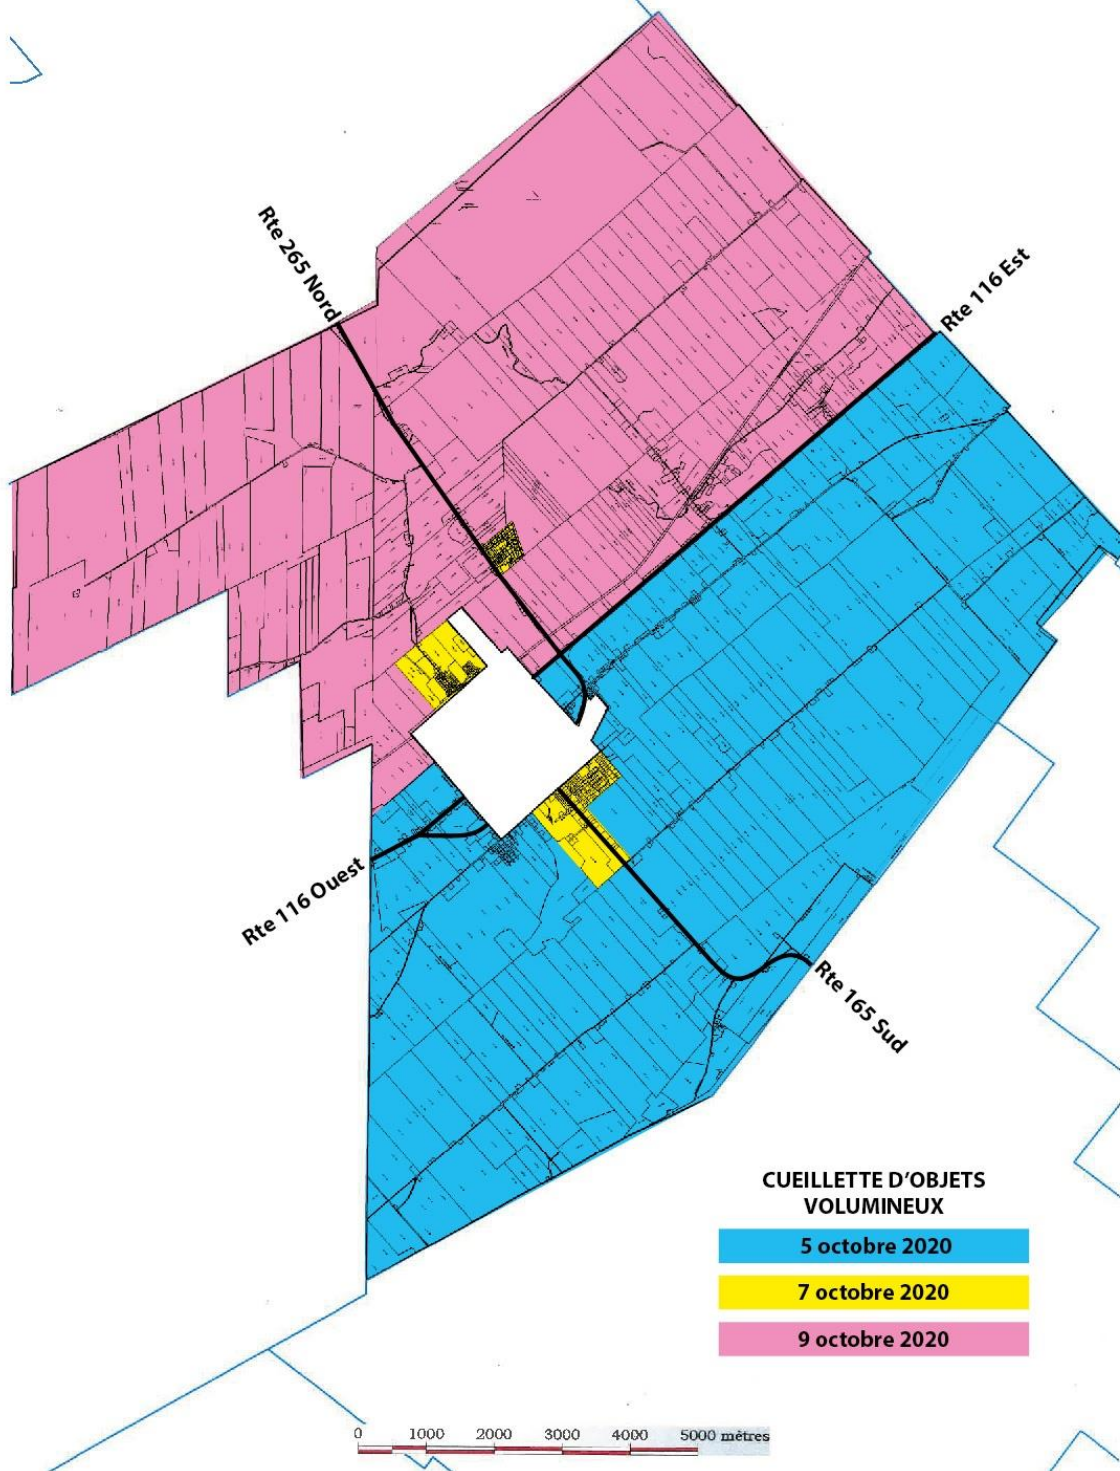 Rte 265 Nord
Rte 116 Est
Rte 116 Ouest
Rte 165 Sud
CUEILLETTE D'OBJETS
VOLUMINEUX
5 octobre 2020
7 octobre 2020
9 octobre 2020
0 1000 2000 3000 4000 5000 mètres